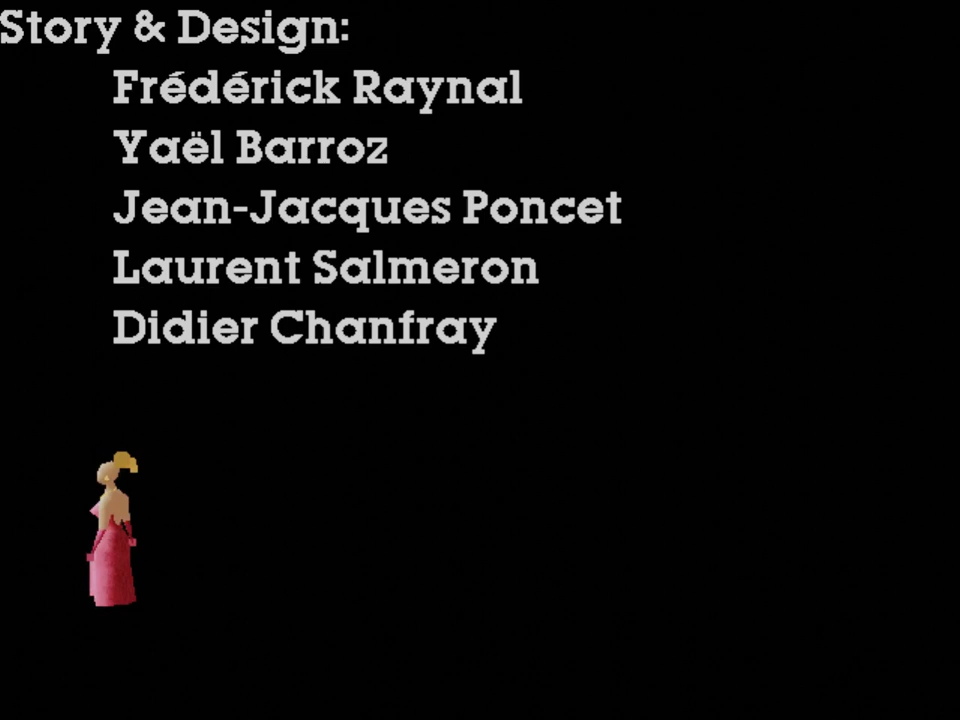 Story & Design:
Frédérick Raynal
Yaël Barroz
Jean-Jacques Poncet
Laurent Salmeron
Didier Chanfray